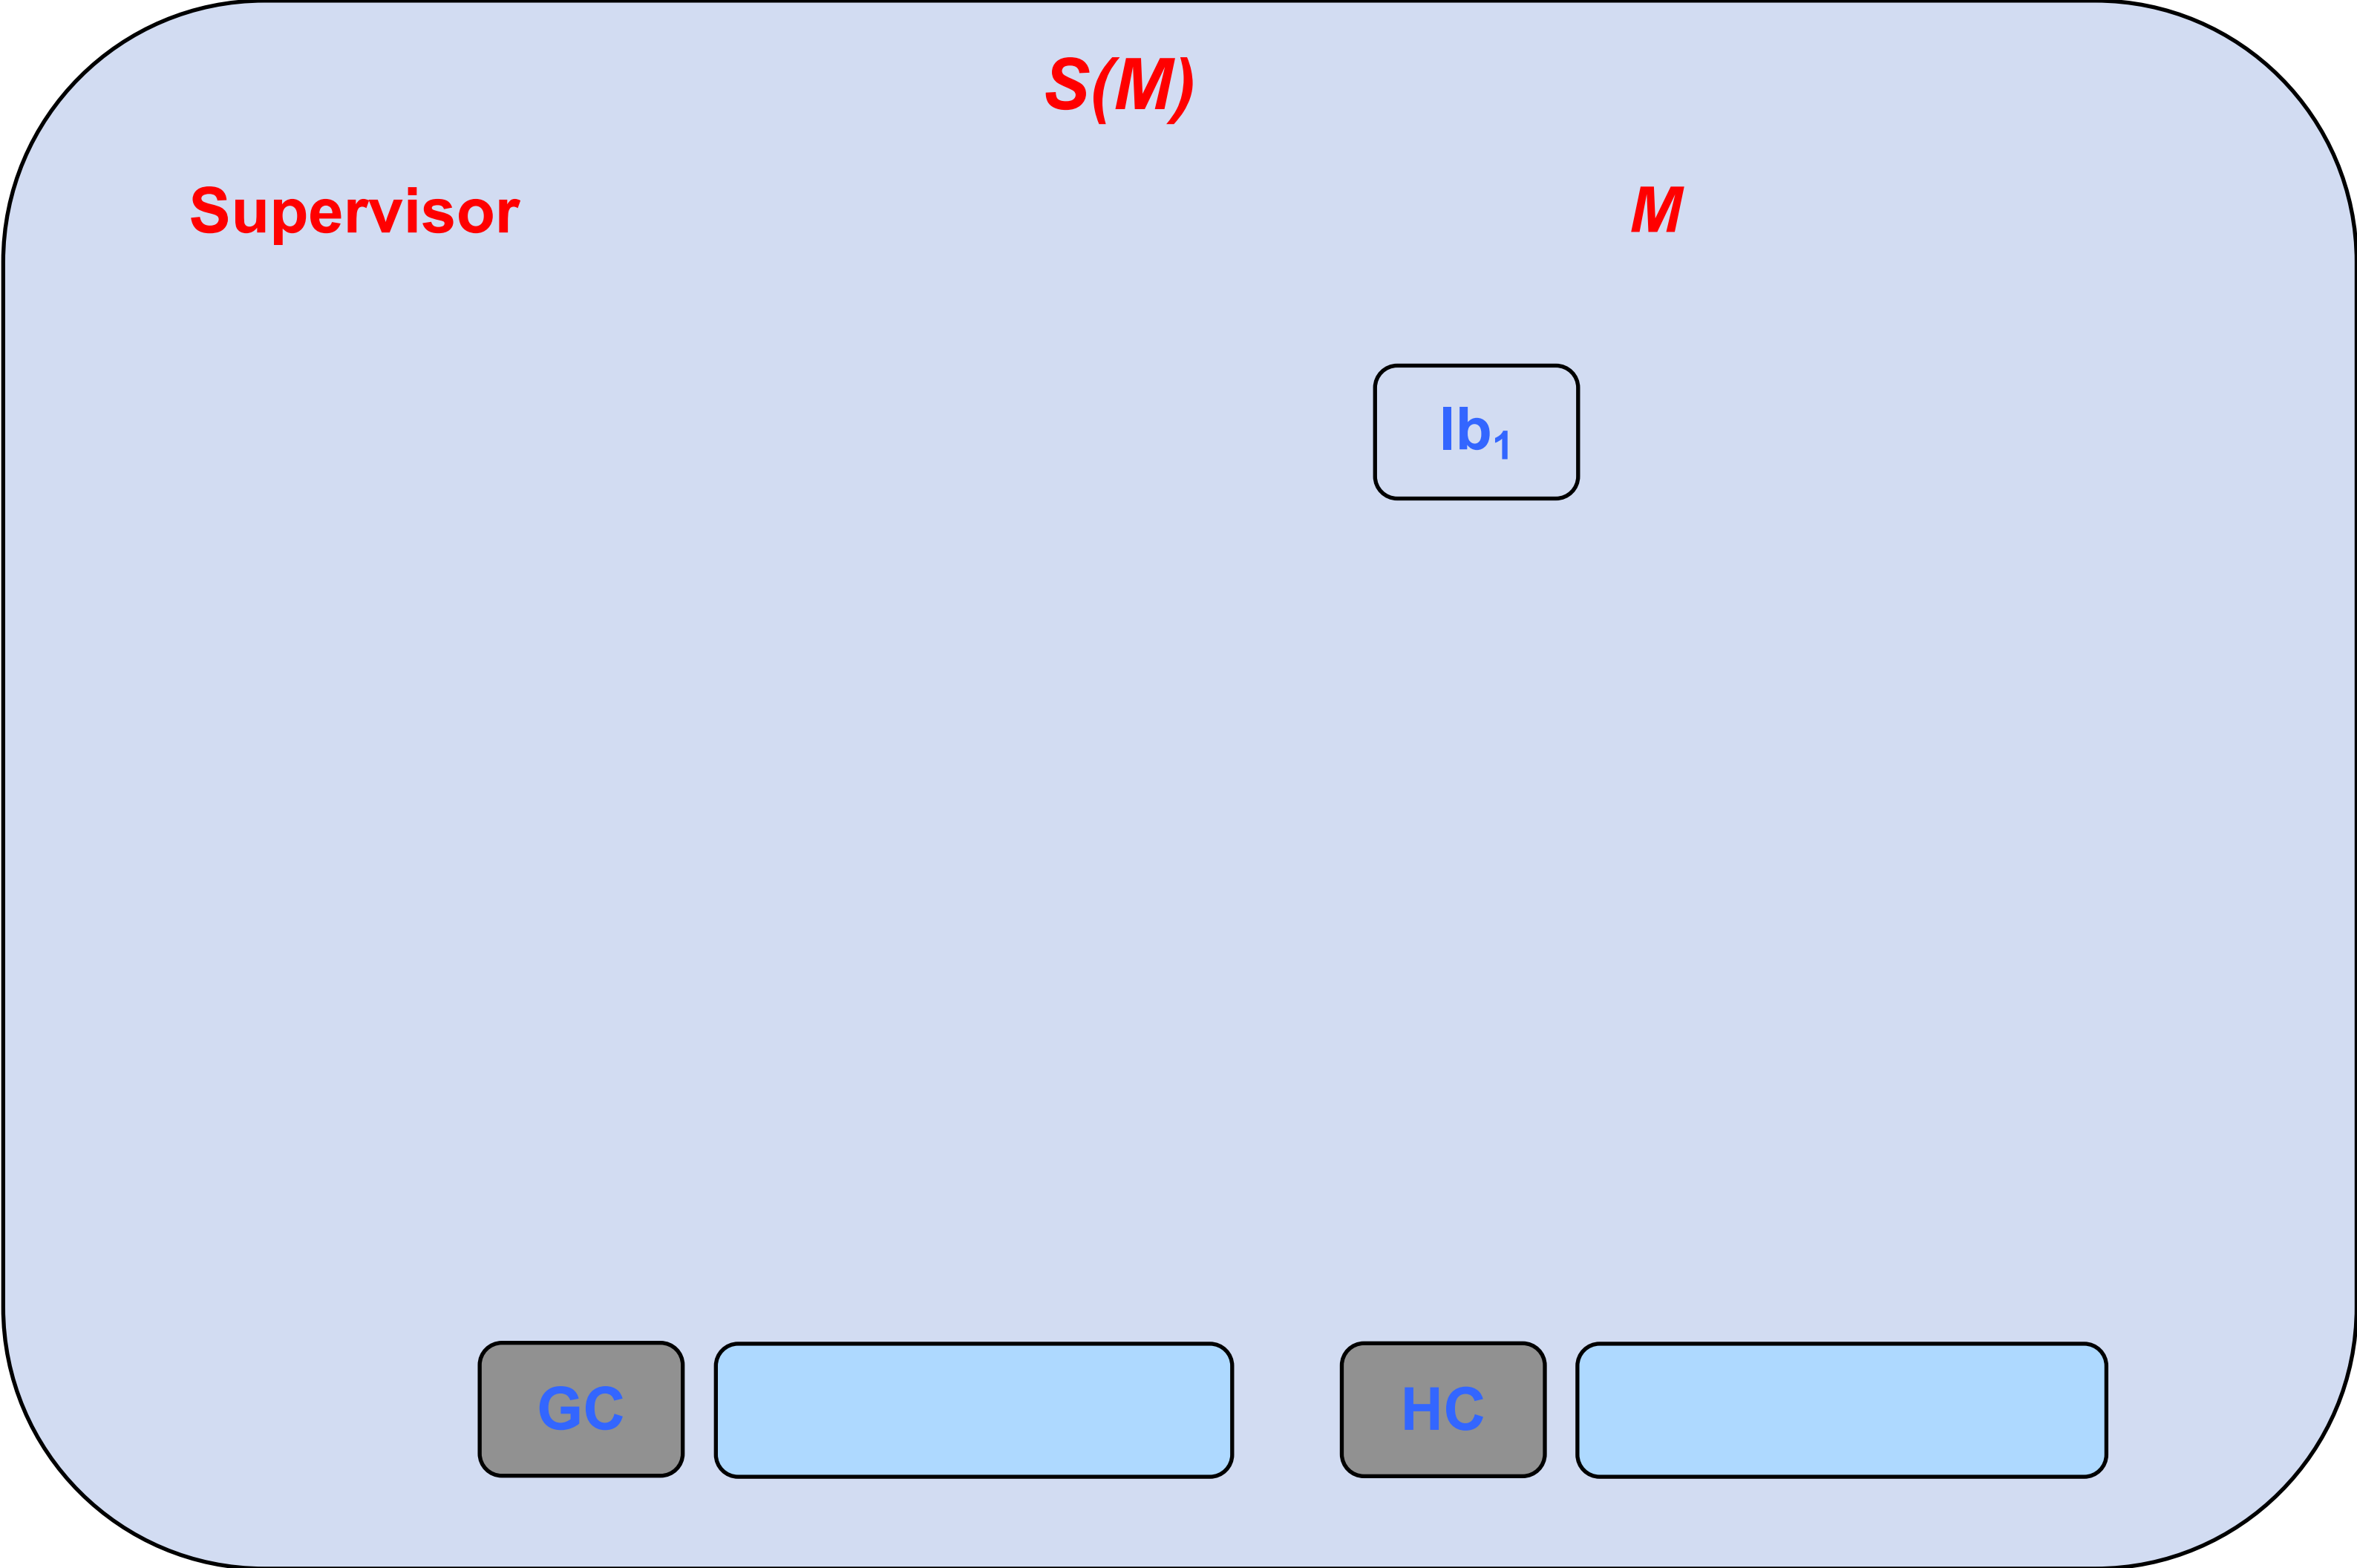 S(M)
Supervisor
M
Ib₁
GC
HC